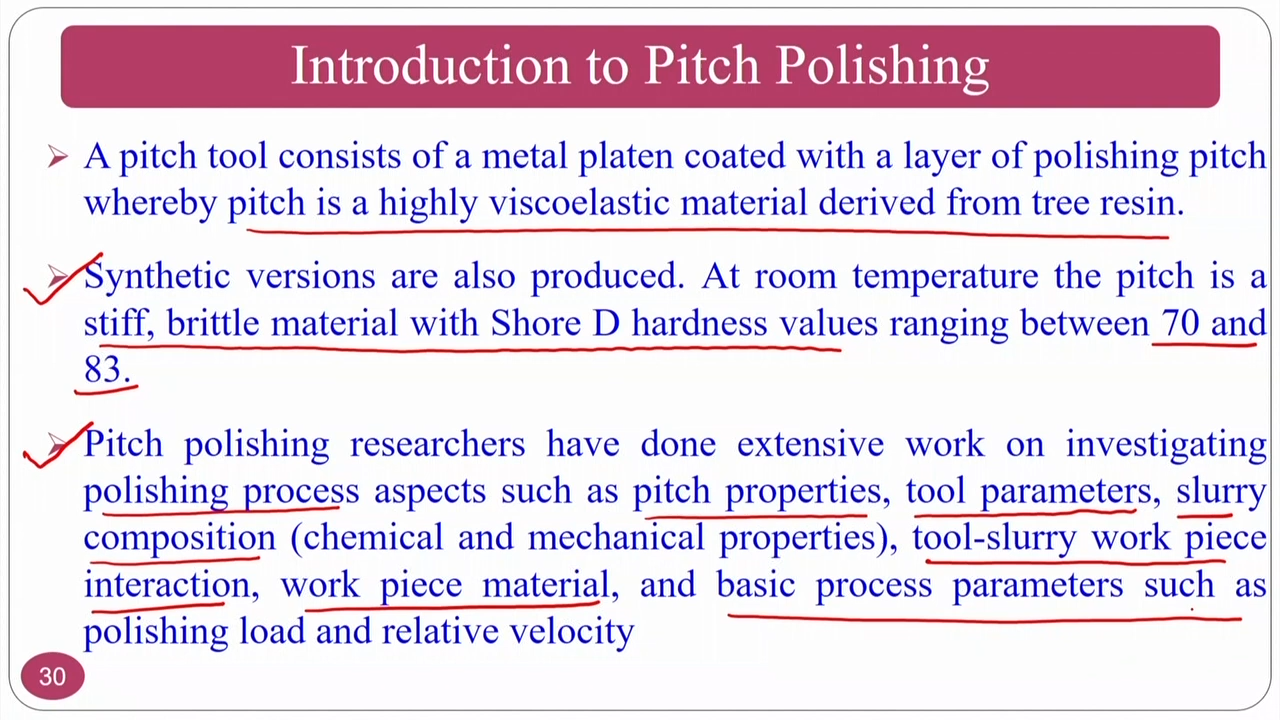 Introduction to Pitch Polishing
A pitch tool consists of a metal platen coated with a layer of polishing pitch
whereby pitch is a highly viscoelastic material derived from tree resin.
Synthetic versions are also produced. At room temperature the pitch is a
stiff, brittle material with Shore D hardness values ranging between 70 and
83.
Pitch polishing researchers have done extensive work on investigating
polishing process aspects such as pitch properties, tool parameters, slurry
composition (chemical and mechanical properties), tool-slurry work piece
interaction, work piece material, and basic process parameters such as
polishing load and relative velocity
30